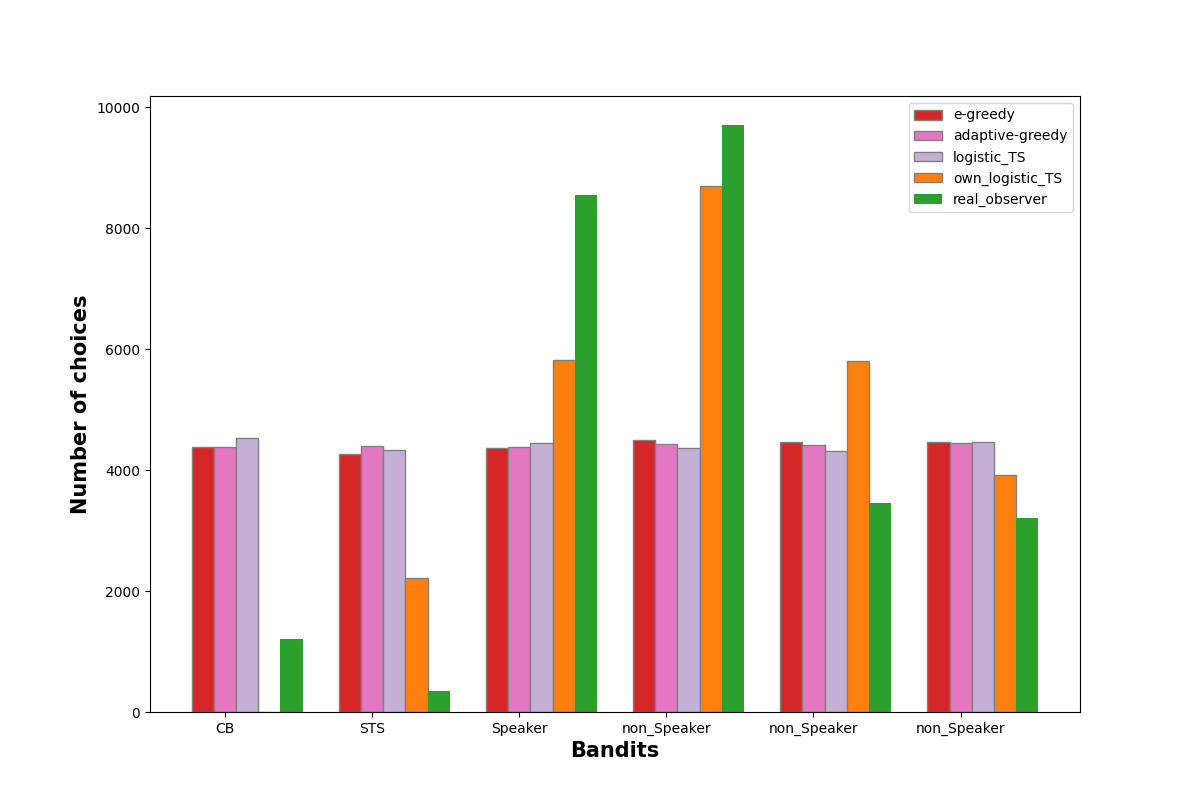 10000
8000
6000
4000
2000
0
Number of choices
e-greedy
adaptive-greedy
logistic_TS
own_logistic_TS
real_observer
CB STS Speaker non_Speaker non_Speaker non_Speaker
Bandits